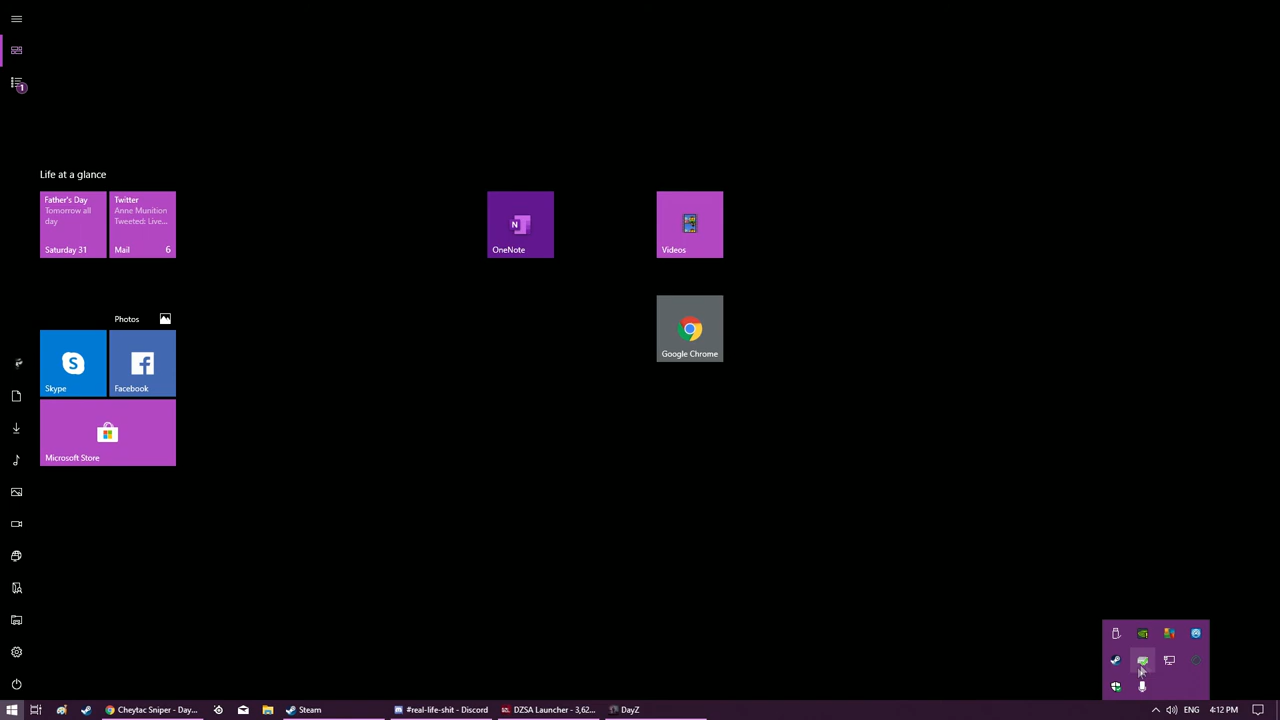 1
Life at a glance
Father's Day
Tomorrow all
day
Saturday 31
Twitter
Anne Munition
Tweeted: Live...
Mail 6
N
OneNote
Videos
Photos
Google Chrome
S
Skype
f
Facebook
Microsoft Store
Cheytac Sniper - Day...
Steam
#real-life-shit - Discord
DZSA Launcher - 3,62...
DayZ
ENG
4:12 PM